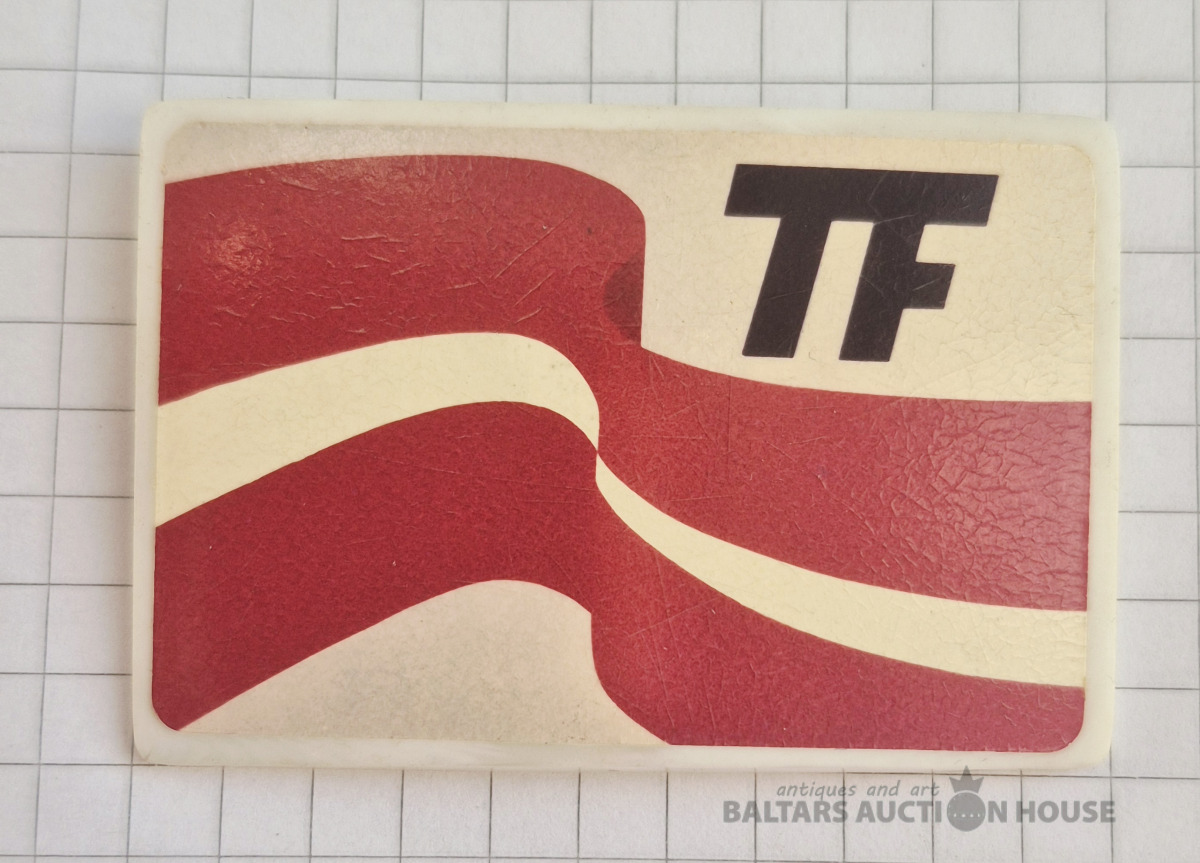 TF
antiques and art
BALTARS AUCTION HOUSE